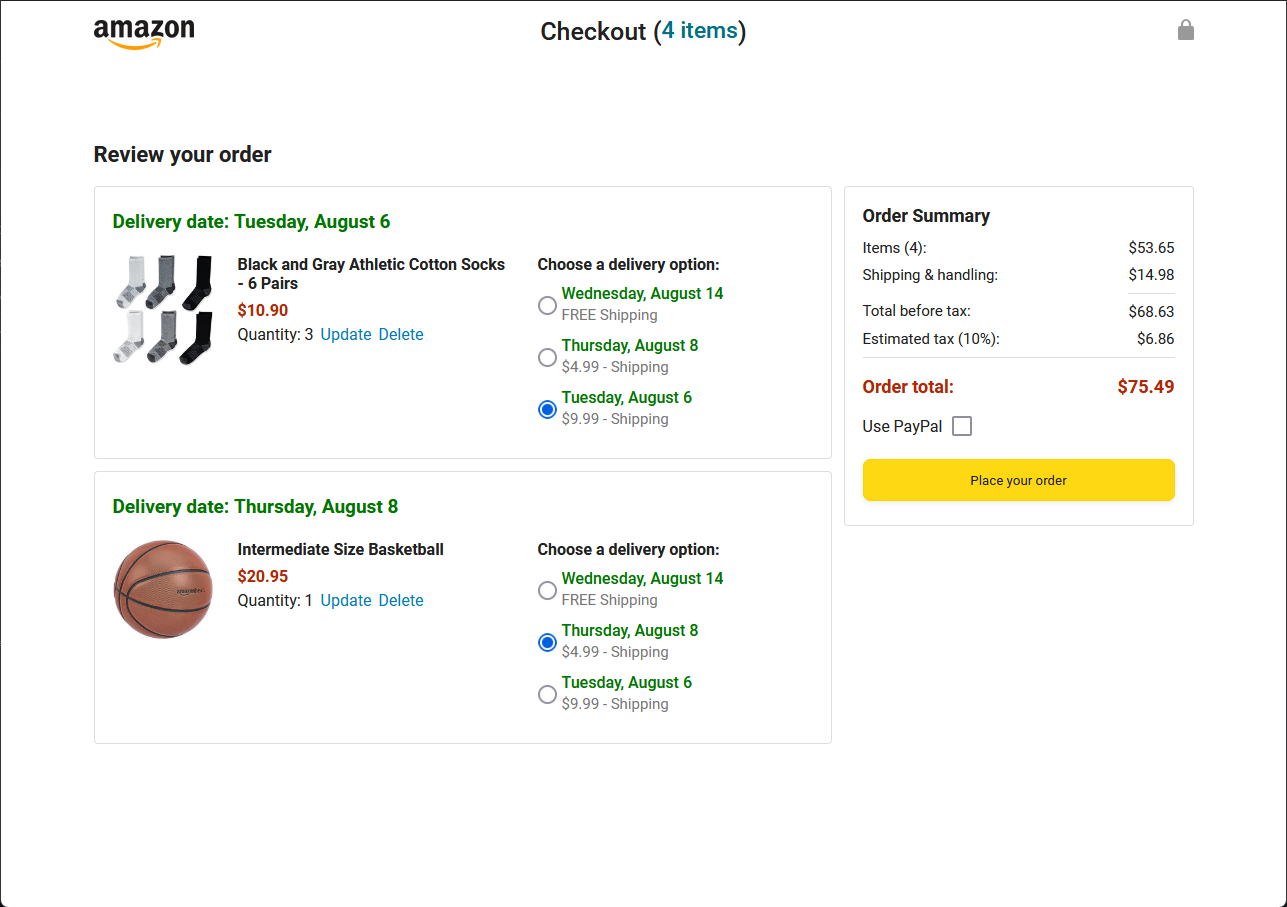 amazon
Checkout (4 items)
Review your order
Delivery date: Tuesday, August 6
Black and Gray Athletic Cotton Socks
- 6 Pairs
$10.90
Quantity: 3 Update Delete
Choose a delivery option:
Wednesday, August 14
FREE Shipping
Thursday, August 8
$4.99 - Shipping
Tuesday, August 6
$9.99 - Shipping
Delivery date: Thursday, August 8
Intermediate Size Basketball
$20.95
Quantity: 1 Update Delete
Choose a delivery option:
Wednesday, August 14
FREE Shipping
Thursday, August 8
$4.99 - Shipping
Tuesday, August 6
$9.99 - Shipping
Order Summary
Items (4): $53.65
Shipping & handling: $14.98
Total before tax: $68.63
Estimated tax (10%): $6.86
Order total: $75.49
Use PayPal
Place your order